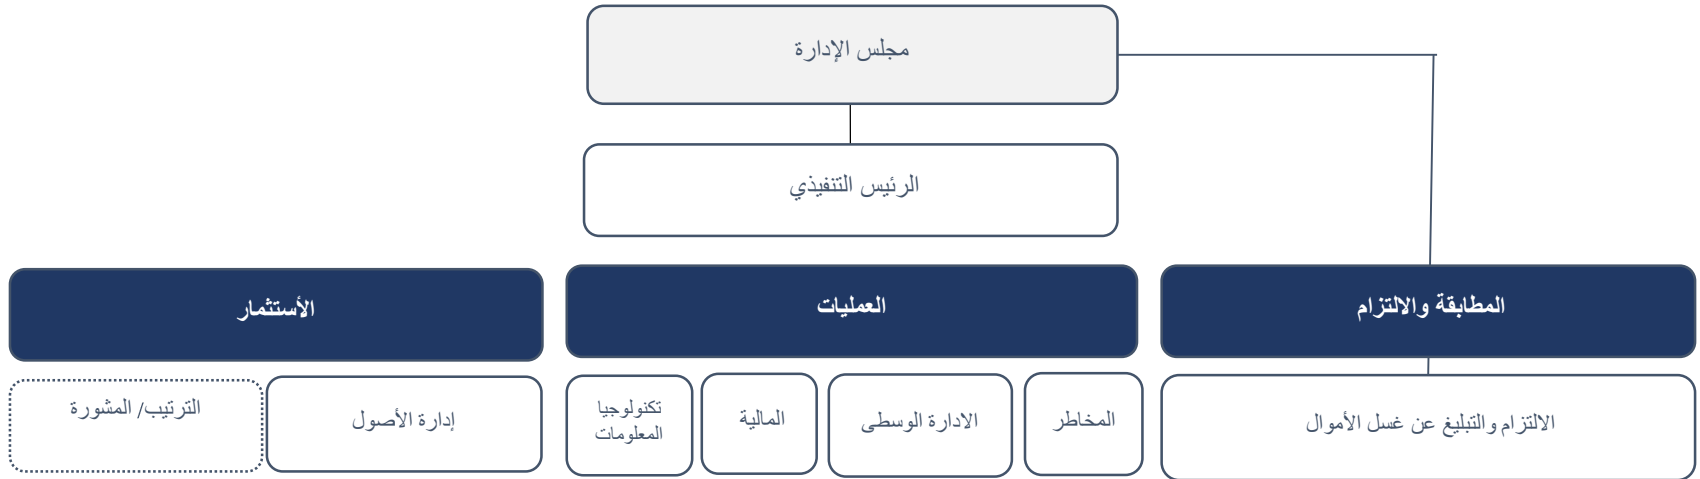 مجلس الإدارة
الرئيس التنفيذي
المطابقة والالتزام
العمليات
الأستثمار
الالتزام والتبليغ عن غسل الأموال
المخاطر
الادارة الوسطى
المالية
تكنولوجيا
المعلومات
إدارة الأصول
الترتيب/ المشورة